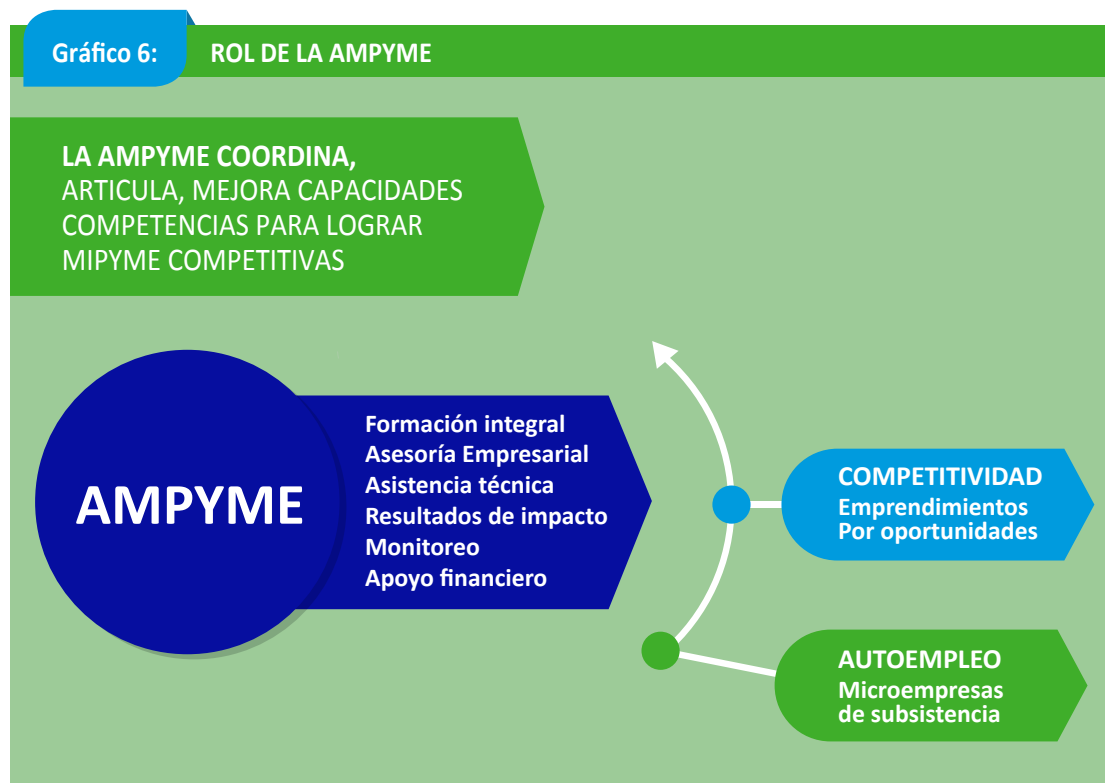 Gráfico 6: ROL DE LA AMPYME
LA AMPYME COORDINA,
ARTICULA, MEJORA CAPACIDADES
COMPETENCIAS PARA LOGRAR
MIPYME COMPETITIVAS
AMPYME
Formación integral
Asesoría Empresarial
Asistencia técnica
Resultados de impacto
Monitoreo
Apoyo financiero
COMPETITIVIDAD
Emprendimientos
Por oportunidades
AUTOEMPLEO
Microempresas
de subsistencia